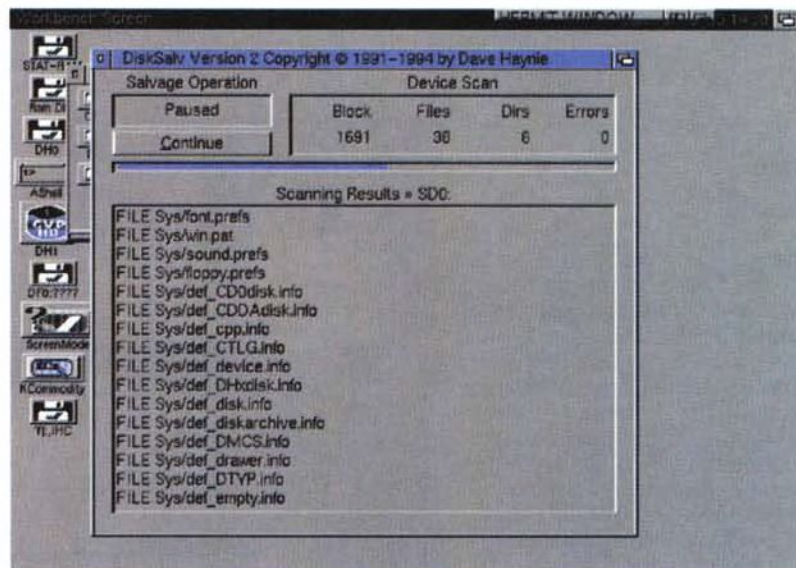 Workbench Screen
HERMIT WINDOW
DiskSalv Version 2 Copyright © 1991-1994 by Dave Haynie
Salvage Operation
Device Scan
Paused
Block Files Dirs Errors
Continue
1691 36 6 0
Scanning Results » SD0:
FILE Sys/font.prefs
FILE Sys/win.pat
FILE Sys/sound.prefs
FILE Sys/floppy.prefs
FILE Sys/def_CD0disk.info
FILE Sys/def_CDDAdisk.info
FILE Sys/def_cpp.info
FILE Sys/def_CTLG.info
FILE Sys/def_device.info
FILE Sys/def_DHxdisk.info
FILE Sys/def_disk.info
FILE Sys/def_diskarchive.info
FILE Sys/def_DMCS.info
FILE Sys/def_drawer.info
FILE Sys/def_DTYP.info
FILE Sys/def_empty.info
Ram Di
DH0
AShell
GVP
DH1
DF0:????
ScreenMode
KCommodity